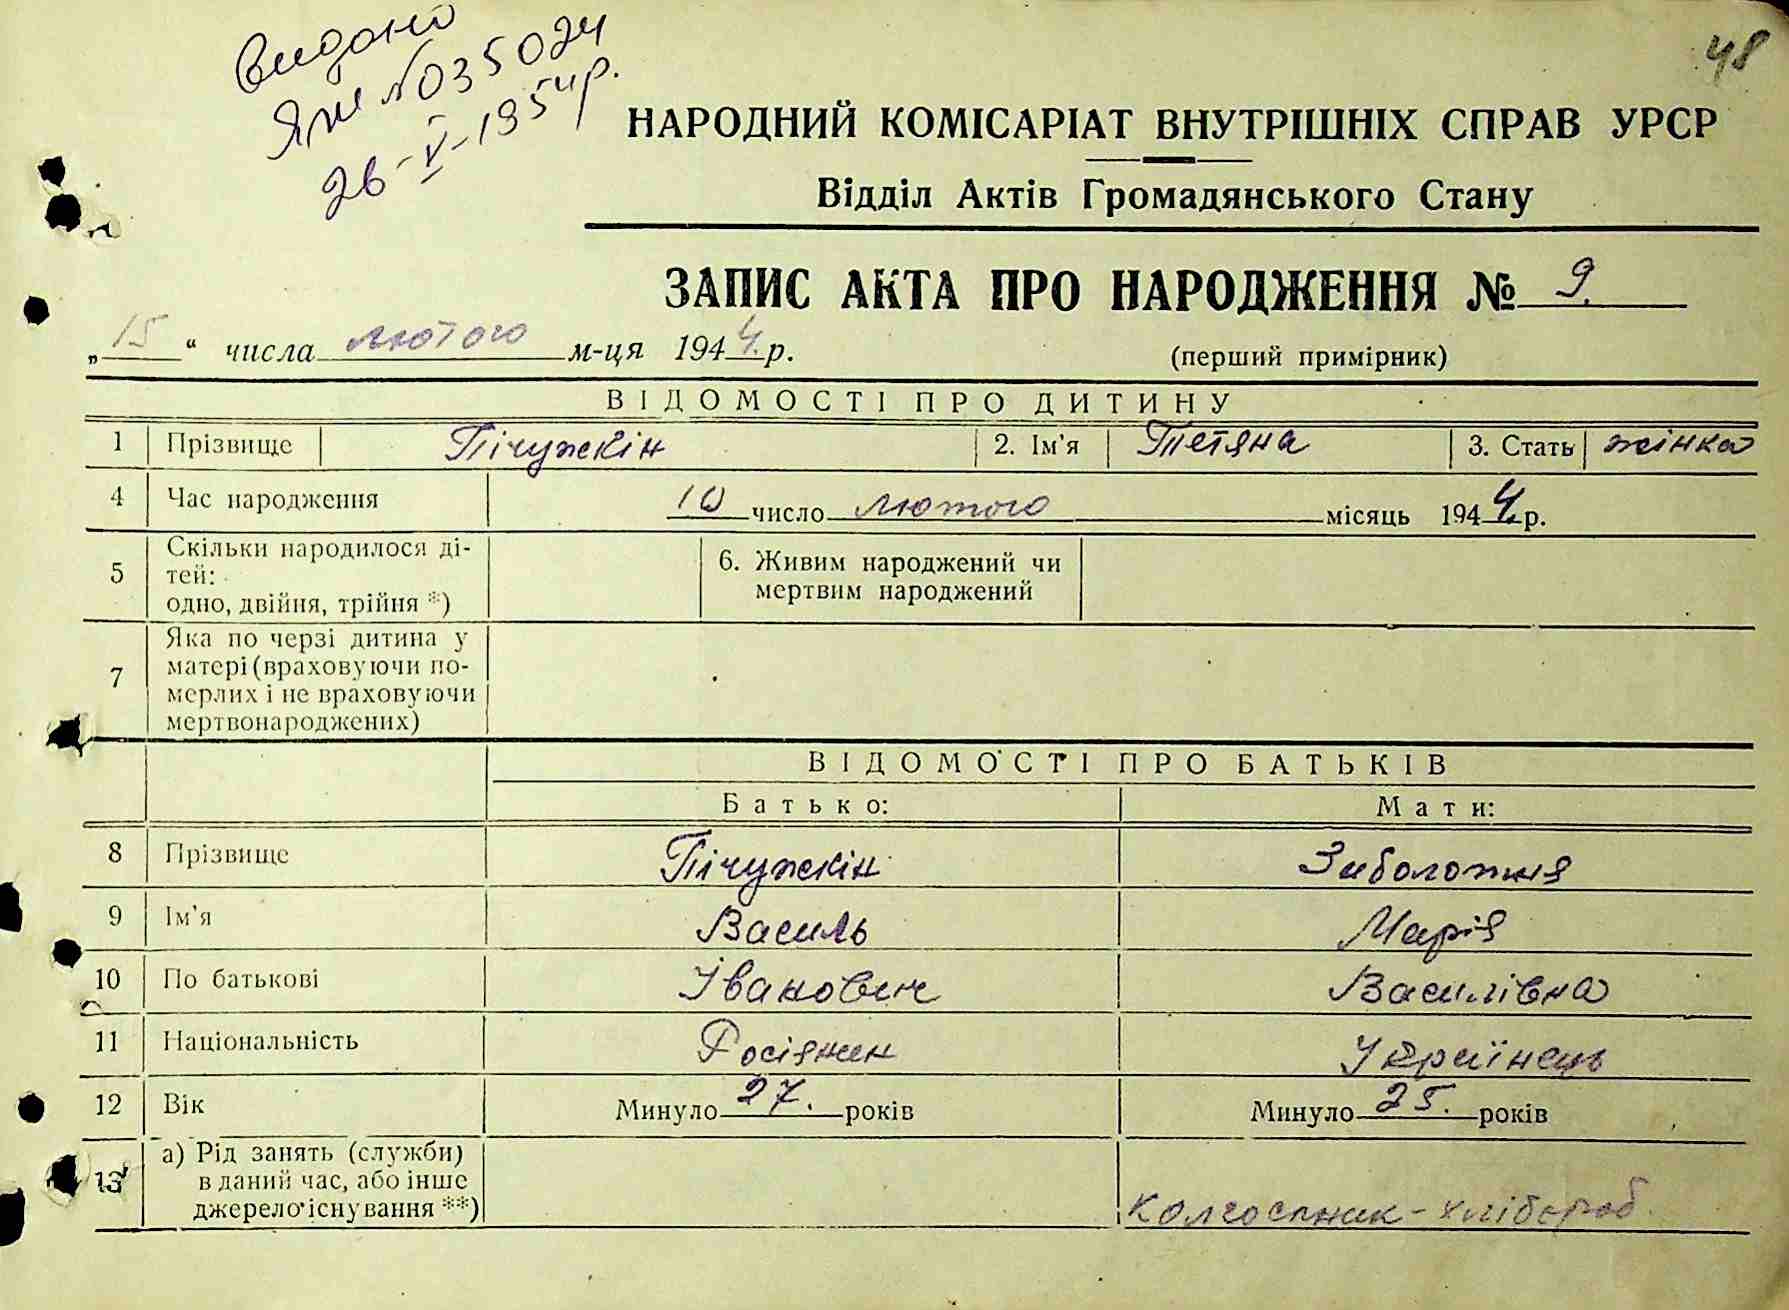 Видано
ЯЖ №035024
26-V-1954р.
48
НАРОДНИЙ КОМІСАРІАТ ВНУТРІШНІХ СПРАВ УРСР
Відділ Актів Громадянського Стану
ЗАПИС АКТА ПРО НАРОДЖЕННЯ № 9.
„15“ числа лютого м-ця 1944.р.
(перший примірник)
ВІДОМОСТІ ПРО ДИТИНУ
1 Прізвище Пічужкін 2. Ім'я Тетяна 3. Стать жінка
4 Час народження 10 число лютого місяць 1944.р.
5 Скільки народилося ді-
тей:
одно, двійня, трійня *)
6. Живим народжений чи
мертвим народжений
7 Яка по черзі дитина у
матері (враховуючи по-
мерлих і не враховуючи
мертвонароджених)
ВІДОМОСТІ ПРО БАТЬКІВ
Батько: Мати:
8 Прізвище Пічужкін Заболотня
9 Ім'я Василь Марія
10 По батькові Іванович Василівна
11 Національність Росіянин Українець
12 Вік Минуло 27. років Минуло 25. років
13 а) Рід занять (служби)
в даний час, або інше
джерело існування **)
колгоспник-хлібороб